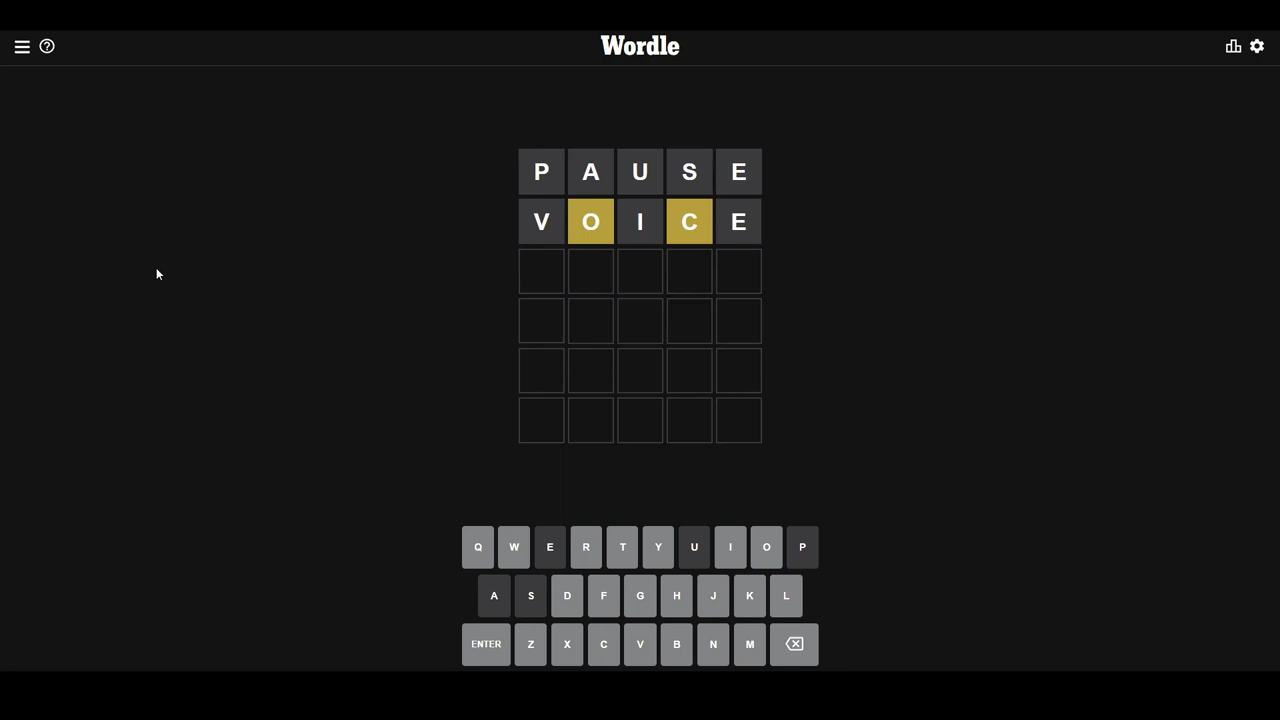 Wordle
P A U S E
V O I C E
Q W E R T Y U I O P
A S D F G H J K L
ENTER Z X C V B N M